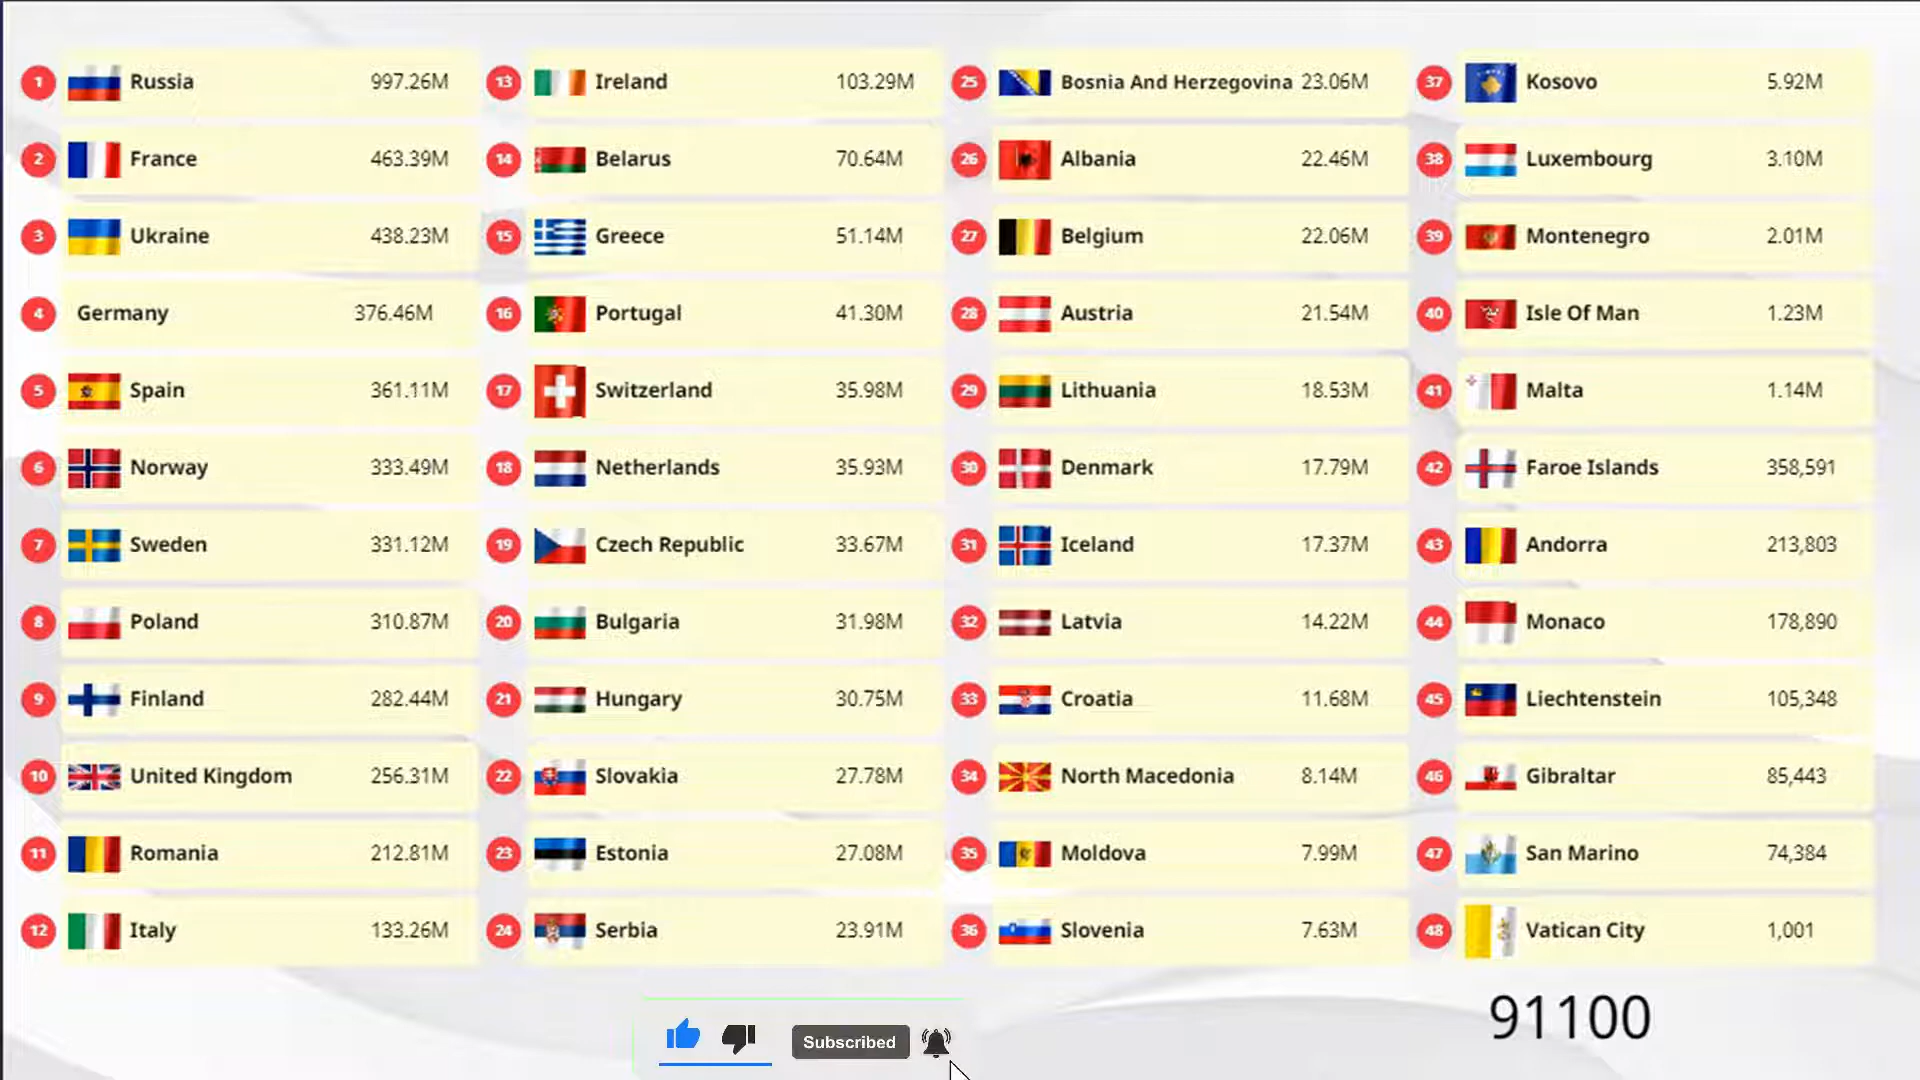 1 Russia 997.26M
2 France 463.39M
3 Ukraine 438.23M
4 Germany 376.46M
5 Spain 361.11M
6 Norway 333.49M
7 Sweden 331.12M
8 Poland 310.87M
9 Finland 282.44M
10 United Kingdom 256.31M
11 Romania 212.81M
12 Italy 133.26M
13 Ireland 103.29M
14 Belarus 70.64M
15 Greece 51.14M
16 Portugal 41.30M
17 Switzerland 35.98M
18 Netherlands 35.93M
19 Czech Republic 33.67M
20 Bulgaria 31.98M
21 Hungary 30.75M
22 Slovakia 27.78M
23 Estonia 27.08M
24 Serbia 23.91M
25 Bosnia And Herzegovina 23.06M
26 Albania 22.46M
27 Belgium 22.06M
28 Austria 21.54M
29 Lithuania 18.53M
30 Denmark 17.79M
31 Iceland 17.37M
32 Latvia 14.22M
33 Croatia 11.68M
34 North Macedonia 8.14M
35 Moldova 7.99M
36 Slovenia 7.63M
37 Kosovo 5.92M
38 Luxembourg 3.10M
39 Montenegro 2.01M
40 Isle Of Man 1.23M
41 Malta 1.14M
42 Faroe Islands 358,591
43 Andorra 213,803
44 Monaco 178,890
45 Liechtenstein 105,348
46 Gibraltar 85,443
47 San Marino 74,384
48 Vatican City 1,001
91100
Subscribed